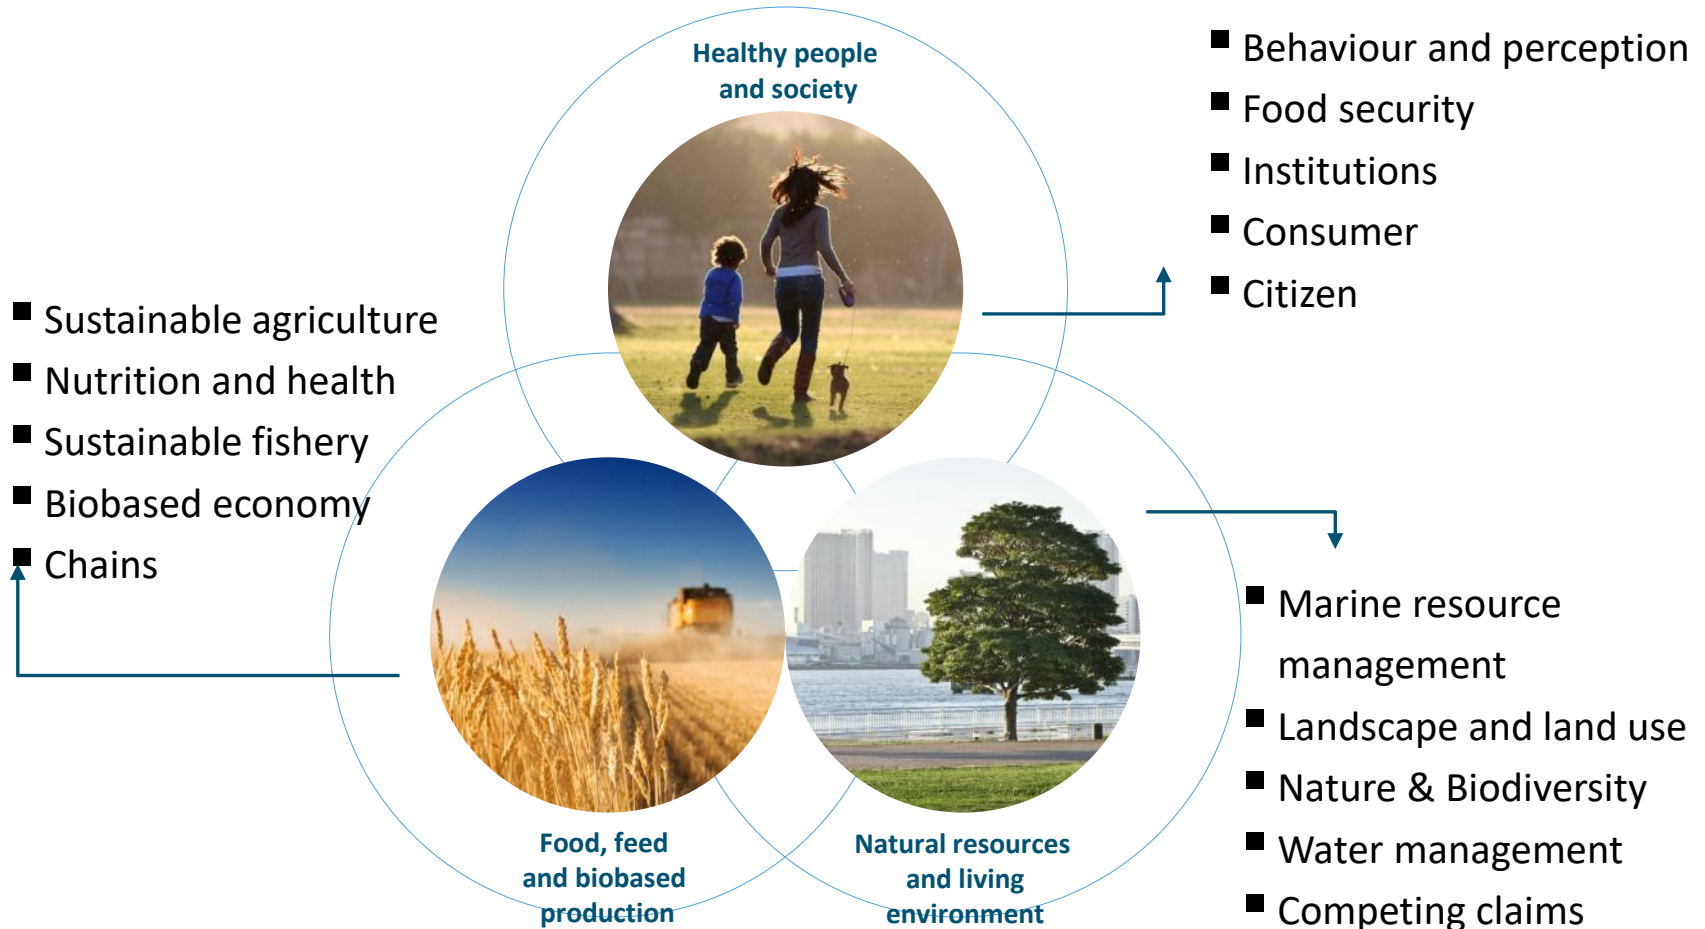 Healthy people
and society
Behaviour and perception
Food security
Institutions
Consumer
Citizen
Sustainable agriculture
Nutrition and health
Sustainable fishery
Biobased economy
Chains
Marine resource
management
Landscape and land use
Nature & Biodiversity
Water management
Competing claims
Food, feed
and biobased
production
Natural resources
and living
environment